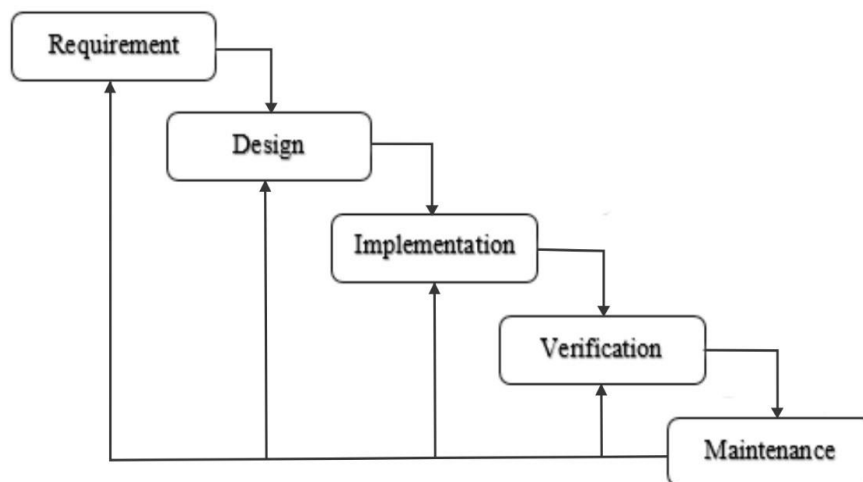 Requirement
Design
Implementation
Verification
Maintenance